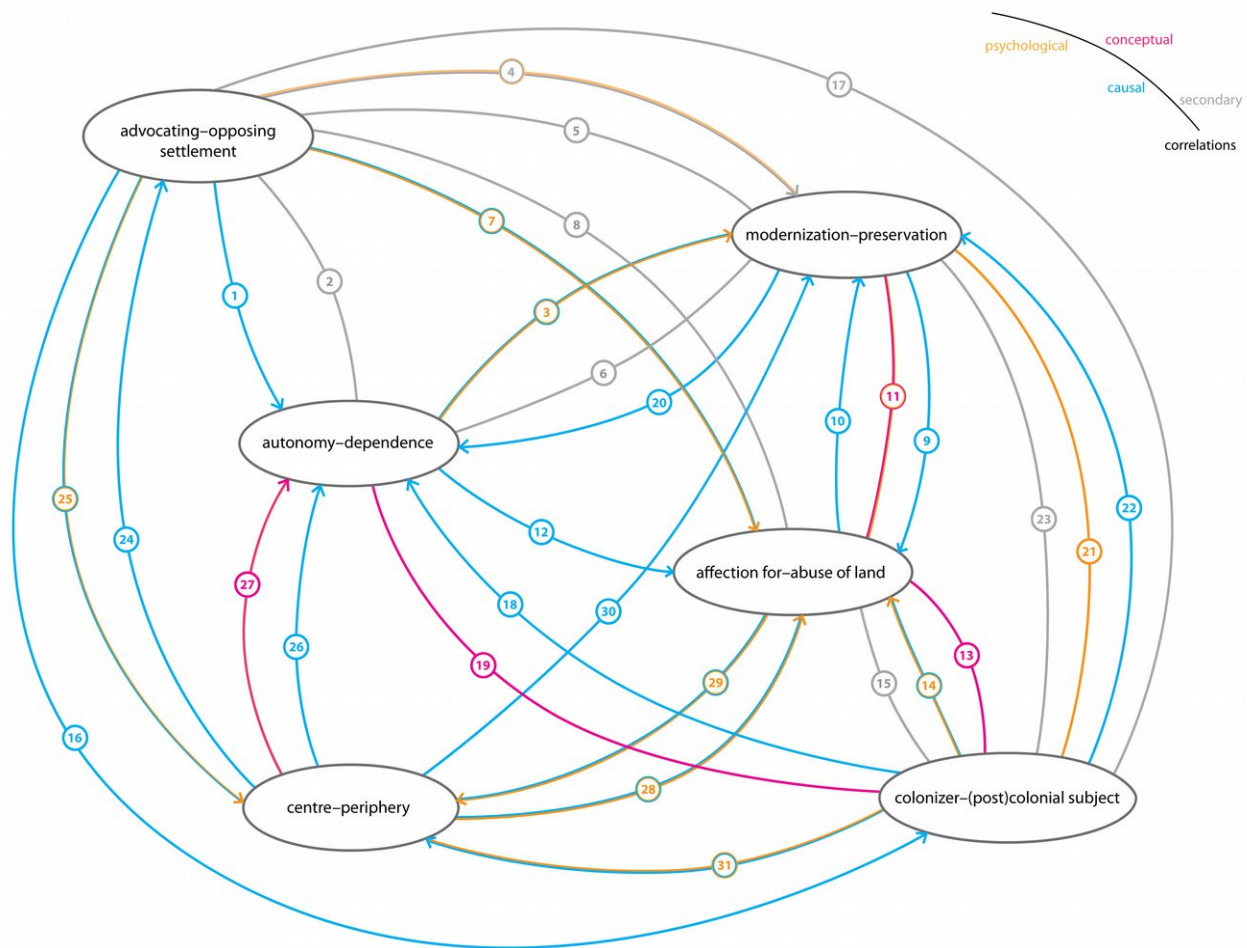 psychological
conceptual
causal
secondary
correlations
17
4
5
advocating–opposing
settlement
7
8
modernization–preservation
2
1
3
6
20
11
10
9
autonomy–dependence
25
24
12
23
22
21
affection for–abuse of land
27
18
30
26
19
13
15
14
29
16
28
centre–periphery
colonizer–(post)colonial subject
31